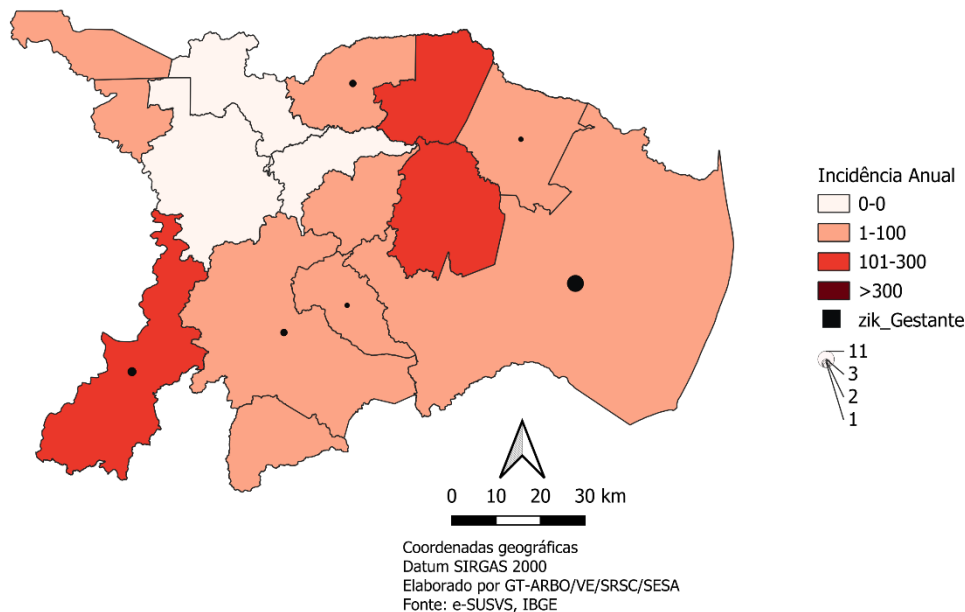 Incidência Anual
0-0
1-100
101-300
>300
zik_Gestante
11
3
2
1
0 10 20 30 km
Coordenadas geográficas
Datum SIRGAS 2000
Elaborado por GT-ARBO/VE/SRSC/SESA
Fonte: e-SUSVS, IBGE